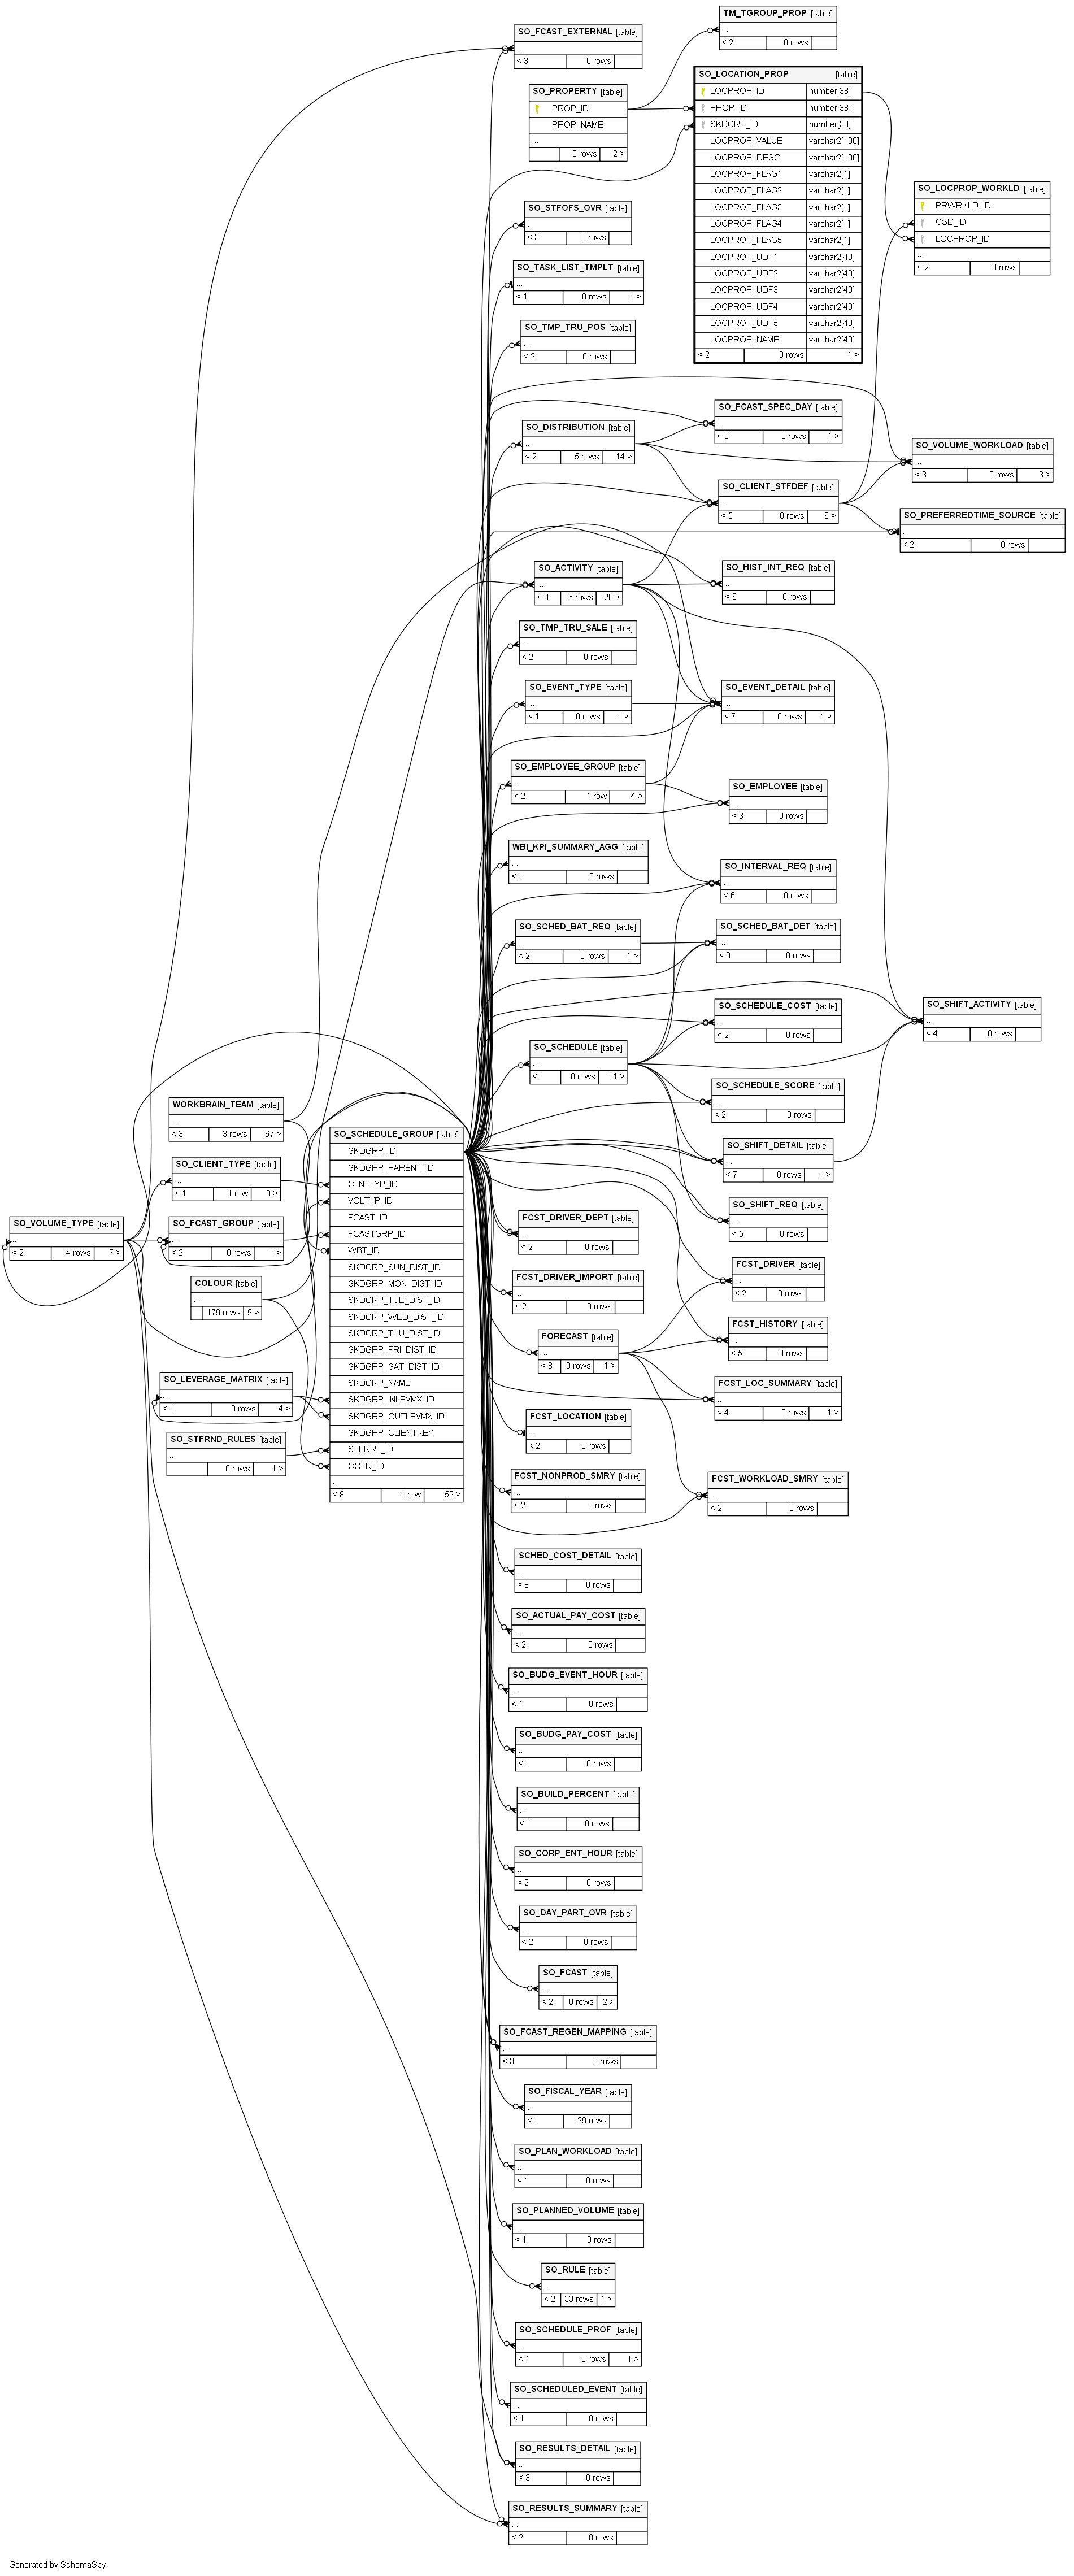 TM_TGROUP_PROP [table]
...
< 2 0 rows
SO_FCAST_EXTERNAL [table]
...
< 3 0 rows
SO_LOCATION_PROP [table]
LOCPROP_ID number[38]
PROP_ID number[38]
SKDGRP_ID number[38]
LOCPROP_VALUE varchar2[100]
LOCPROP_DESC varchar2[100]
LOCPROP_FLAG1 varchar2[1]
LOCPROP_FLAG2 varchar2[1]
LOCPROP_FLAG3 varchar2[1]
LOCPROP_FLAG4 varchar2[1]
LOCPROP_FLAG5 varchar2[1]
LOCPROP_UDF1 varchar2[40]
LOCPROP_UDF2 varchar2[40]
LOCPROP_UDF3 varchar2[40]
LOCPROP_UDF4 varchar2[40]
LOCPROP_UDF5 varchar2[40]
LOCPROP_NAME varchar2[40]
< 2 0 rows 1 >
SO_PROPERTY [table]
PROP_ID
PROP_NAME
...
0 rows 2 >
SO_LOCPROP_WORKLD [table]
PRWRKLD_ID
CSD_ID
LOCPROP_ID
...
< 2 0 rows
SO_STFOFS_OVR [table]
...
< 3 0 rows
SO_TASK_LIST_TMPLT [table]
...
< 1 0 rows 1 >
SO_TMP_TRU_POS [table]
...
< 2 0 rows
SO_FCAST_SPEC_DAY [table]
...
< 3 0 rows 1 >
SO_DISTRIBUTION [table]
...
< 2 5 rows 14 >
SO_VOLUME_WORKLOAD [table]
...
< 3 0 rows 3 >
SO_CLIENT_STFDEF [table]
...
< 5 0 rows 6 >
SO_PREFERREDTIME_SOURCE [table]
...
< 2 0 rows
SO_ACTIVITY [table]
...
< 3 6 rows 28 >
SO_HIST_INT_REQ [table]
...
< 6 0 rows
SO_TMP_TRU_SALE [table]
...
< 2 0 rows
SO_EVENT_TYPE [table]
...
< 1 0 rows 1 >
SO_EVENT_DETAIL [table]
...
< 7 0 rows 1 >
SO_EMPLOYEE_GROUP [table]
...
< 2 1 row 4 >
SO_EMPLOYEE [table]
...
< 3 0 rows
WBI_KPI_SUMMARY_AGG [table]
...
< 1 0 rows
SO_INTERVAL_REQ [table]
...
< 6 0 rows
SO_SCHED_BAT_REQ [table]
...
< 2 0 rows 1 >
SO_SCHED_BAT_DET [table]
...
< 3 0 rows
SO_SHIFT_ACTIVITY [table]
...
< 4 0 rows
SO_SCHEDULE_COST [table]
...
< 2 0 rows
SO_SCHEDULE [table]
...
< 1 0 rows 11 >
SO_SCHEDULE_SCORE [table]
...
< 2 0 rows
WORKBRAIN_TEAM [table]
...
< 3 3 rows 67 >
SO_SCHEDULE_GROUP [table]
SKDGRP_ID
SKDGRP_PARENT_ID
CLNTTYP_ID
VOLTYP_ID
FCAST_ID
FCASTGRP_ID
WBT_ID
SKDGRP_SUN_DIST_ID
SKDGRP_MON_DIST_ID
SKDGRP_TUE_DIST_ID
SKDGRP_WED_DIST_ID
SKDGRP_THU_DIST_ID
SKDGRP_FRI_DIST_ID
SKDGRP_SAT_DIST_ID
SKDGRP_NAME
SKDGRP_INLEVMX_ID
SKDGRP_OUTLEVMX_ID
SKDGRP_CLIENTKEY
STFRRL_ID
COLR_ID
...
< 8 1 row 59 >
SO_SHIFT_DETAIL [table]
...
< 7 0 rows 1 >
SO_CLIENT_TYPE [table]
...
< 1 1 row 3 >
SO_SHIFT_REQ [table]
...
< 5 0 rows
SO_VOLUME_TYPE [table]
...
< 2 4 rows 7 >
SO_FCAST_GROUP [table]
...
< 2 0 rows 1 >
FCST_DRIVER_DEPT [table]
...
< 2 0 rows
FCST_DRIVER [table]
...
< 2 0 rows
COLOUR [table]
...
179 rows 9 >
FCST_DRIVER_IMPORT [table]
...
< 2 0 rows
FCST_HISTORY [table]
...
< 5 0 rows
FORECAST [table]
...
< 8 0 rows 11 >
SO_LEVERAGE_MATRIX [table]
...
< 1 0 rows 4 >
FCST_LOC_SUMMARY [table]
...
< 4 0 rows 1 >
FCST_LOCATION [table]
...
< 2 0 rows
SO_STFRND_RULES [table]
...
0 rows 1 >
FCST_NONPROD_SMRY [table]
...
< 2 0 rows
FCST_WORKLOAD_SMRY [table]
...
< 2 0 rows
SCHED_COST_DETAIL [table]
...
< 8 0 rows
SO_ACTUAL_PAY_COST [table]
...
< 2 0 rows
SO_BUDG_EVENT_HOUR [table]
...
< 1 0 rows
SO_BUDG_PAY_COST [table]
...
< 1 0 rows
SO_BUILD_PERCENT [table]
...
< 1 0 rows
SO_CORP_ENT_HOUR [table]
...
< 2 0 rows
SO_DAY_PART_OVR [table]
...
< 2 0 rows
SO_FCAST [table]
...
< 2 0 rows 2 >
SO_FCAST_REGEN_MAPPING [table]
...
< 3 0 rows
SO_FISCAL_YEAR [table]
...
< 1 29 rows
SO_PLAN_WORKLOAD [table]
...
< 1 0 rows
SO_PLANNED_VOLUME [table]
...
< 1 0 rows
SO_RULE [table]
...
< 2 33 rows 1 >
SO_SCHEDULE_PROF [table]
...
< 1 0 rows 1 >
SO_SCHEDULED_EVENT [table]
...
< 1 0 rows
SO_RESULTS_DETAIL [table]
...
< 3 0 rows
SO_RESULTS_SUMMARY [table]
...
< 2 0 rows
Generated by SchemaSpy